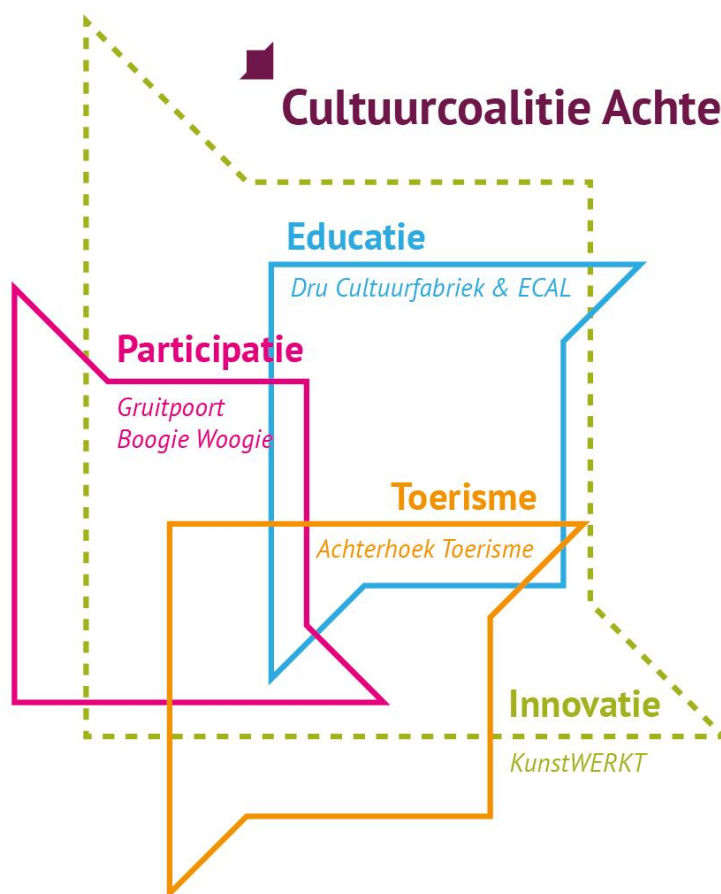 Cultuurcoalitie Achte
Educatie
Dru Cultuurfabriek & ECAL
Participatie
Gruitpoort
Boogie Woogie
Toerisme
Achterhoek Toerisme
Innovatie
KunstWERKT